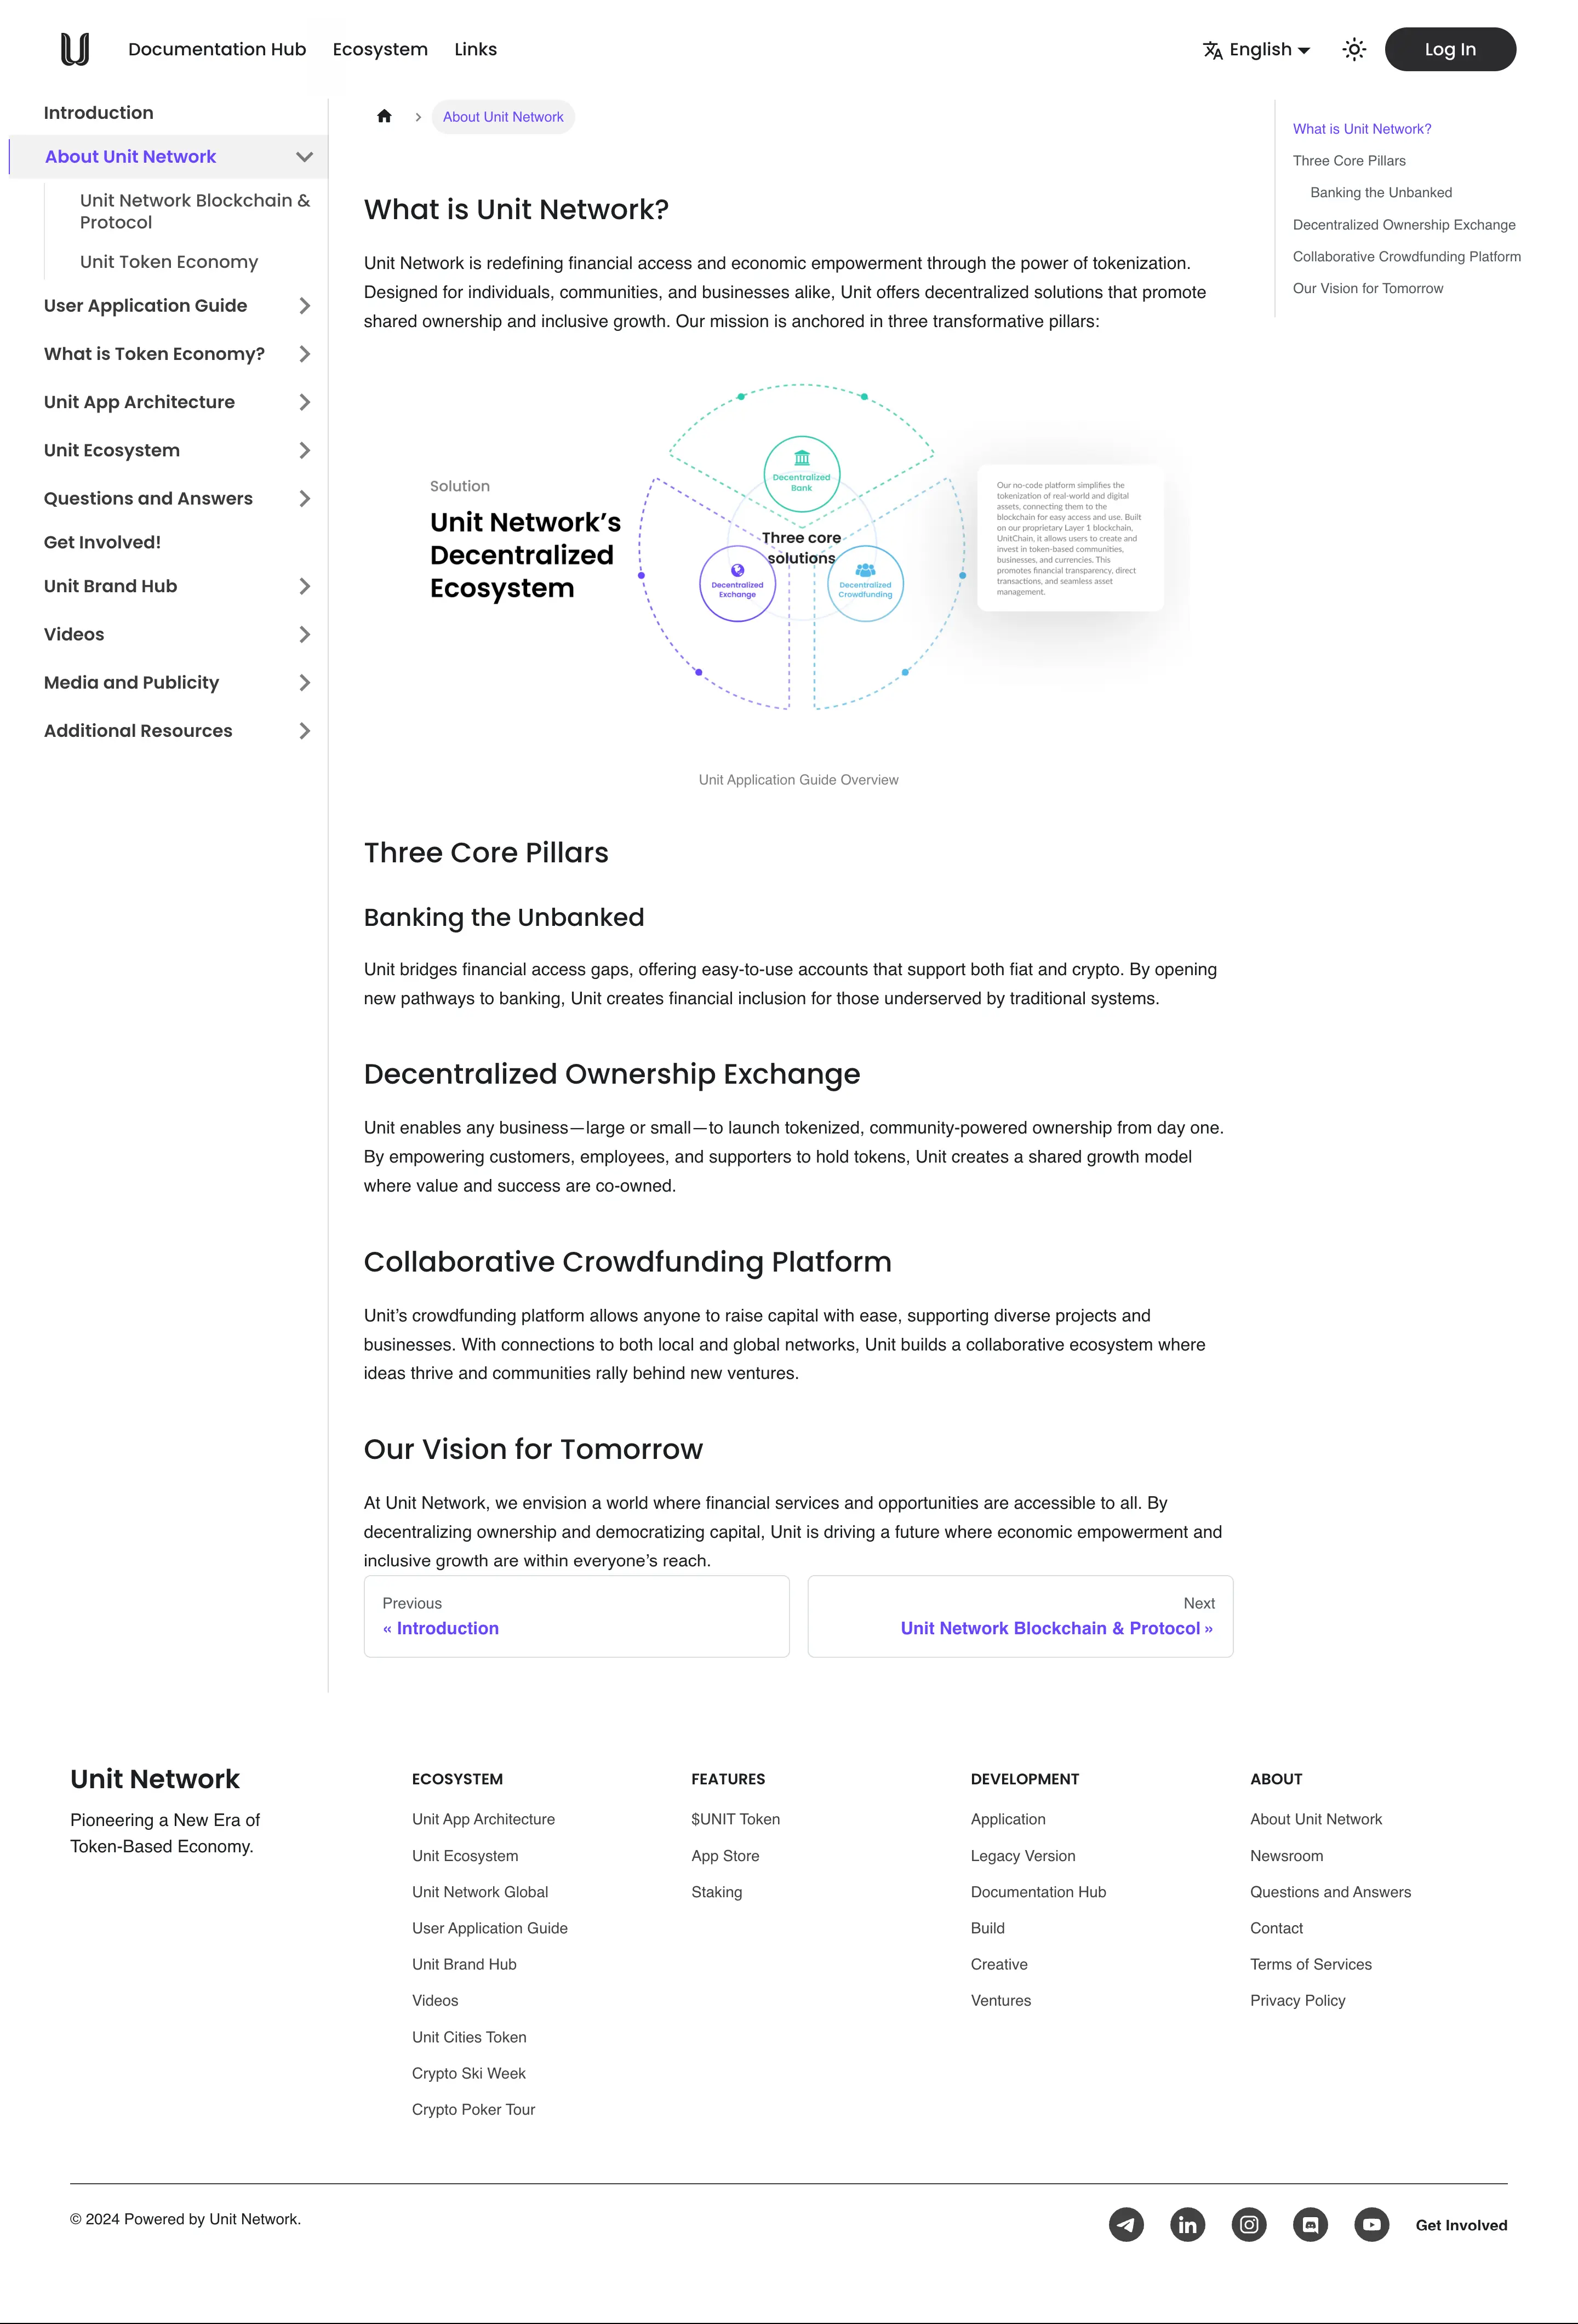 Documentation Hub
Ecosystem
Links
English
Log In
Introduction
About Unit Network
Unit Network Blockchain &
Protocol
Unit Token Economy
User Application Guide
What is Token Economy?
Unit App Architecture
Unit Ecosystem
Questions and Answers
Get Involved!
Unit Brand Hub
Videos
Media and Publicity
Additional Resources
About Unit Network
What is Unit Network?
Unit Network is redefining financial access and economic empowerment through the power of tokenization.
Designed for individuals, communities, and businesses alike, Unit offers decentralized solutions that promote
shared ownership and inclusive growth. Our mission is anchored in three transformative pillars:
Solution
Unit Network’s
Decentralized
Ecosystem
Decentralized
Bank
Three core
solutions
Decentralized
Exchange
Decentralized
Crowdfunding
Our no-code platform simplifies the
tokenization of real-world and digital
assets, connecting them to the
blockchain for easy access and use. Built
on our proprietary Layer 1 blockchain,
UnitChain, it allows users to create and
invest in token-based communities,
businesses, and currencies. This
promotes financial transparency, direct
transactions, and seamless asset
management.
Unit Application Guide Overview
Three Core Pillars
Banking the Unbanked
Unit bridges financial access gaps, offering easy-to-use accounts that support both fiat and crypto. By opening
new pathways to banking, Unit creates financial inclusion for those underserved by traditional systems.
Decentralized Ownership Exchange
Unit enables any business—large or small—to launch tokenized, community-powered ownership from day one.
By empowering customers, employees, and supporters to hold tokens, Unit creates a shared growth model
where value and success are co-owned.
Collaborative Crowdfunding Platform
Unit’s crowdfunding platform allows anyone to raise capital with ease, supporting diverse projects and
businesses. With connections to both local and global networks, Unit builds a collaborative ecosystem where
ideas thrive and communities rally behind new ventures.
Our Vision for Tomorrow
At Unit Network, we envision a world where financial services and opportunities are accessible to all. By
decentralizing ownership and democratizing capital, Unit is driving a future where economic empowerment and
inclusive growth are within everyone’s reach.
Previous
« Introduction
Next
Unit Network Blockchain & Protocol »
What is Unit Network?
Three Core Pillars
Banking the Unbanked
Decentralized Ownership Exchange
Collaborative Crowdfunding Platform
Our Vision for Tomorrow
Unit Network
Pioneering a New Era of
Token-Based Economy.
ECOSYSTEM
Unit App Architecture
Unit Ecosystem
Unit Network Global
User Application Guide
Unit Brand Hub
Videos
Unit Cities Token
Crypto Ski Week
Crypto Poker Tour
FEATURES
$UNIT Token
App Store
Staking
DEVELOPMENT
Application
Legacy Version
Documentation Hub
Build
Creative
Ventures
ABOUT
About Unit Network
Newsroom
Questions and Answers
Contact
Terms of Services
Privacy Policy
© 2024 Powered by Unit Network.
Get Involved